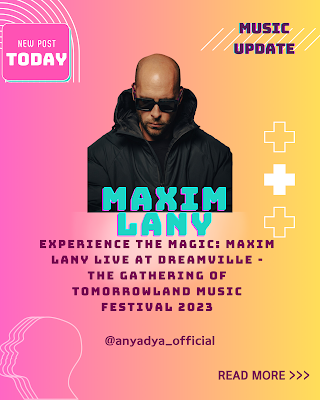 NEW POST
TODAY
MUSIC
UPDATE
MAXIM
LANY
EXPERIENCE THE MAGIC: MAXIM
LANY LIVE AT DREAMVILLE -
THE GATHERING OF
TOMORROWLAND MUSIC
FESTIVAL 2023
@anyadya_official
READ MORE >>>